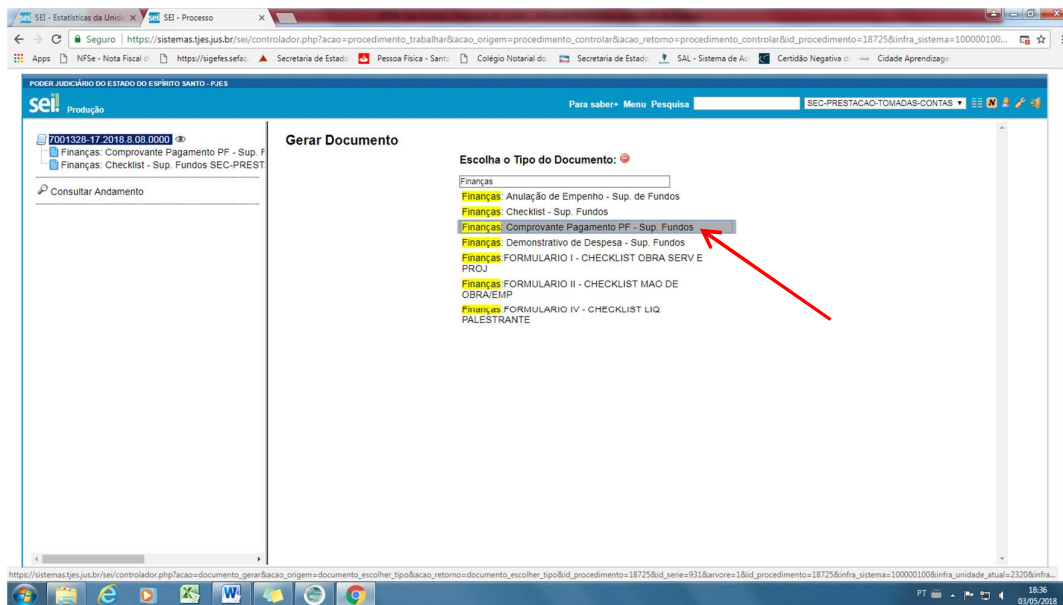 SEI - Estatísticas da Unida
SEI - Processo
Seguro | https://sistemas.tjes.jus.br/sei/controlador.php?acao=procedimento_trabalhar&acao_origem=procedimento_controlar&acao_retorno=procedimento_controlar&id_procedimento=18725&infra_sistema=100000100...
Apps NFSe - Nota Fiscal d https://sigefes.sefaz. Secretaria de Estado Pessoa Física - Santa Colégio Notarial do Secretaria de Estado SAL - Sistema de Ac Certidão Negativa d Cidade Aprendizage
PODER JUDICIÁRIO DO ESTADO DO ESPÍRITO SANTO - PJES
sei! Produção
Para saber+ Menu Pesquisa
SEC-PRESTACAO-TOMADAS-CONTAS
7001328-17.2018.8.08.0000
Finanças: Comprovante Pagamento PF - Sup. F
Finanças: Checklist - Sup. Fundos SEC-PREST
Consultar Andamento
Gerar Documento
Escolha o Tipo do Documento:
Finanças
Finanças: Anulação de Empenho - Sup. de Fundos
Finanças: Checklist - Sup. Fundos
Finanças: Comprovante Pagamento PF - Sup. Fundos
Finanças: Demonstrativo de Despesa - Sup. Fundos
Finanças:FORMULARIO I - CHECKLIST OBRA SERV E
PROJ
Finanças:FORMULARIO II - CHECKLIST MAO DE
OBRA/EMP
Finanças:FORMULARIO IV - CHECKLIST LIQ
PALESTRANTE
https://sistemas.tjes.jus.br/sei/controlador.php?acao=documento_gerar&acao_origem=documento_escolher_tipo&acao_retorno=documento_escolher_tipo&id_procedimento=18725&id_serie=931&arvore=1&id_procedimento=18725&infra_sistema=100000100&infra_unidade_atual=2320&infra...
PT
18:36
03/05/2018